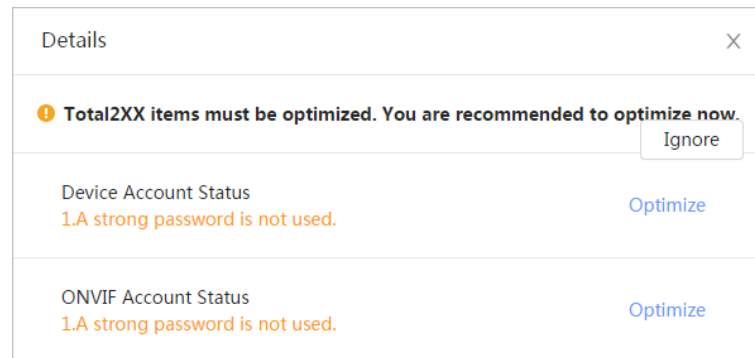 Details
Total2XX items must be optimized. You are recommended to optimize now.
Ignore
Device Account Status
1.A strong password is not used.
Optimize
ONVIF Account Status
1.A strong password is not used.
Optimize